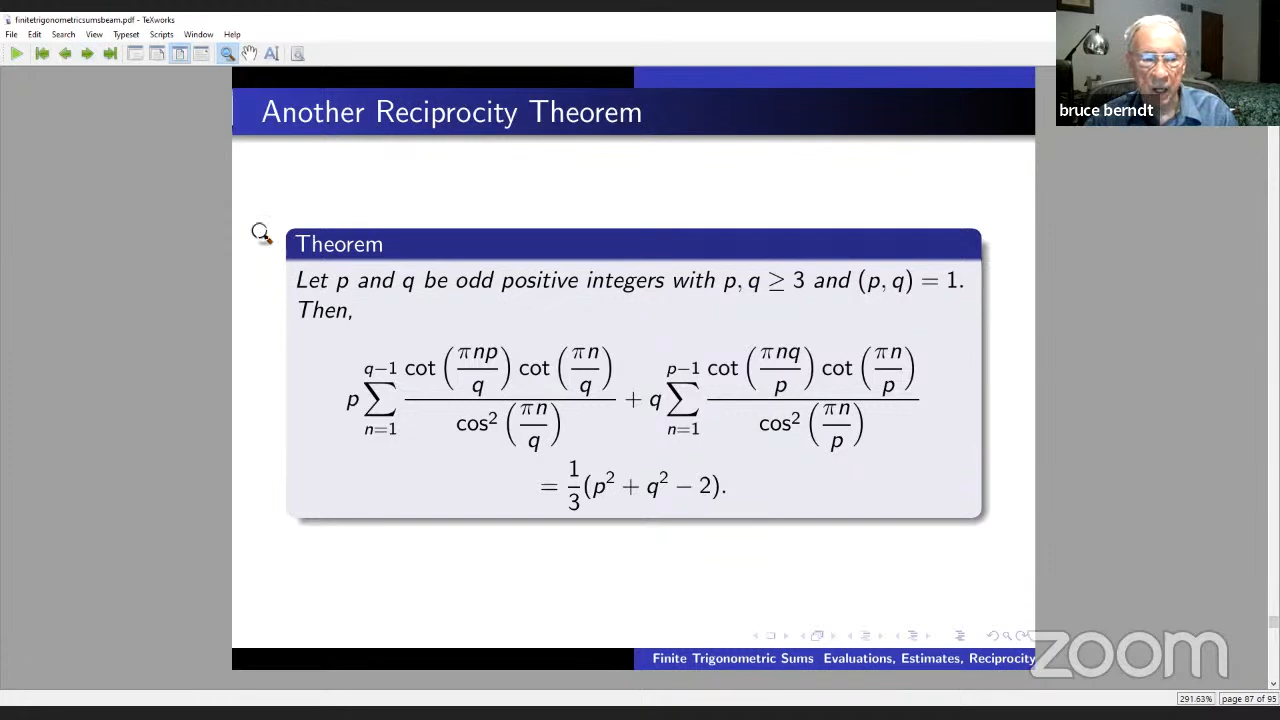 finitetrigonometricsumsbeam.pdf - TeXworks
File Edit Search View Typeset Scripts Window Help
bruce berndt
Another Reciprocity Theorem
Theorem
Let p and q be odd positive integers with p, q ≥ 3 and (p, q) = 1.
Then,
p ∑_{n=1}^{q−1} cot(πnp/q) cot(πn/q) / cos²(πn/q) + q ∑_{n=1}^{p−1} cot(πnq/p) cot(πn/p) / cos²(πn/p)
= 1/3 (p² + q² − 2).
Finite Trigonometric Sums Evaluations, Estimates, Reciprocity
zoom
291.63% page 87 of 95